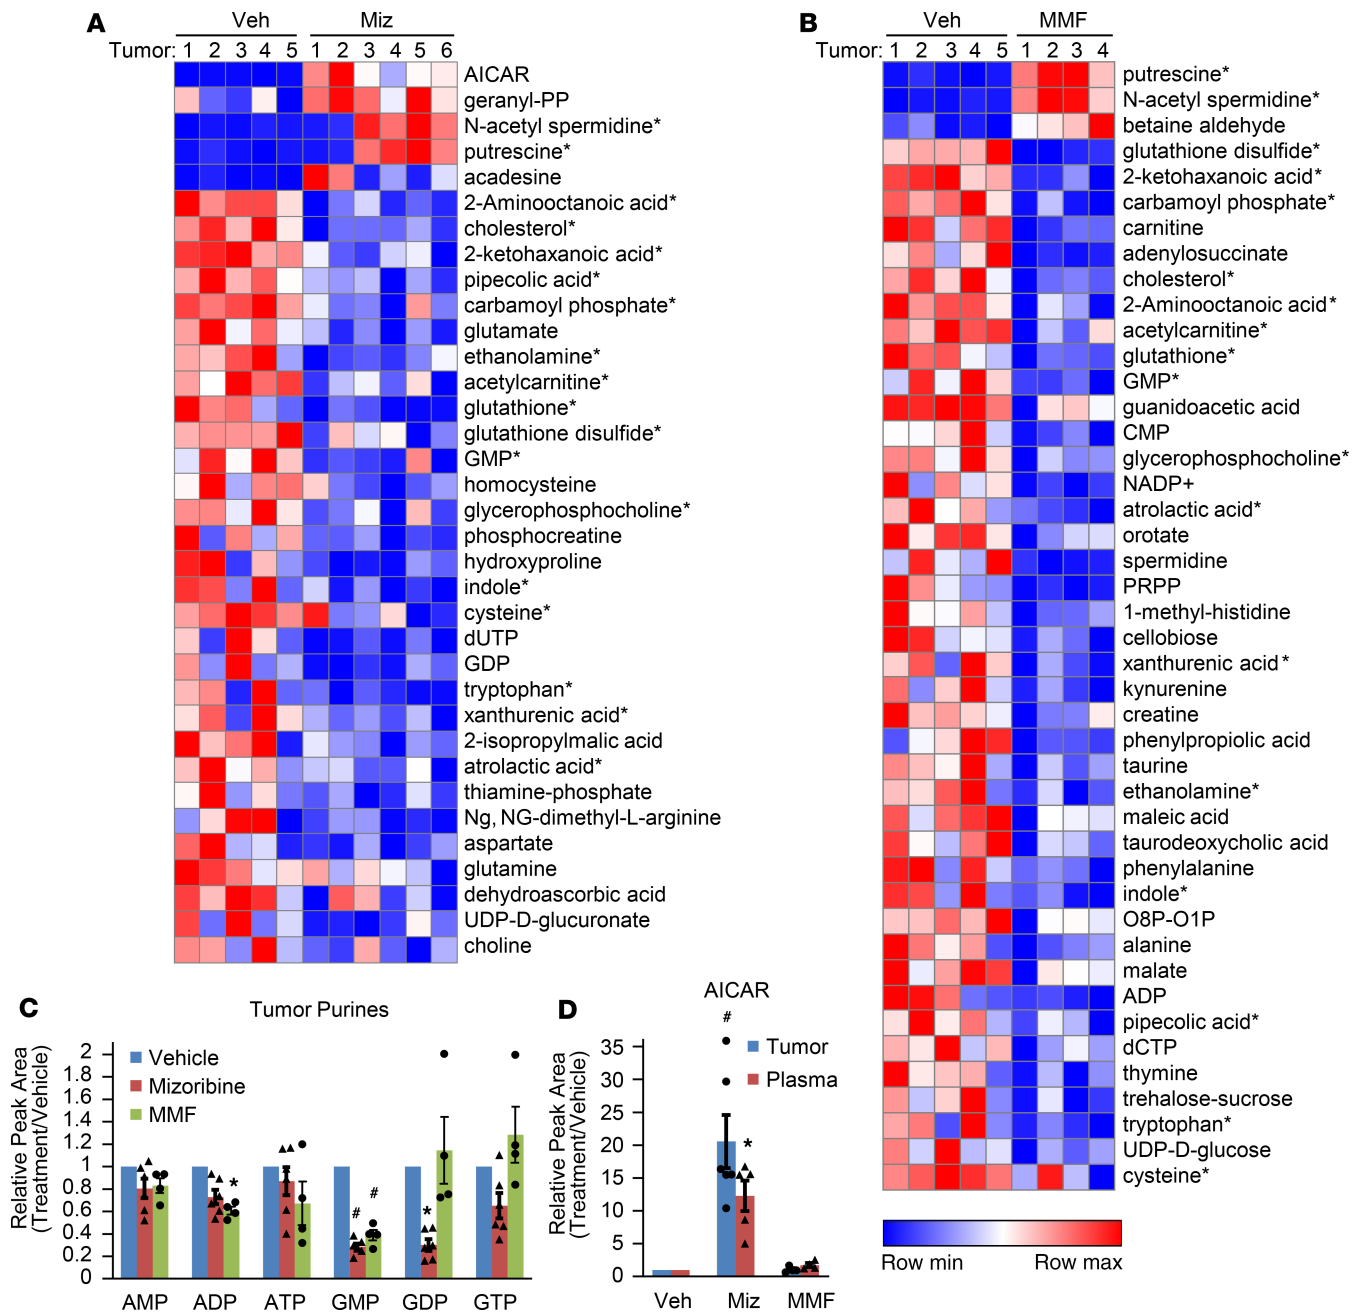 A
Veh Miz
Tumor: 1 2 3 4 5 1 2 3 4 5 6
AICAR
geranyl-PP
N-acetyl spermidine*
putrescine*
acadesine
2-Aminooctanoic acid*
cholesterol*
2-ketohaxanoic acid*
pipecolic acid*
carbamoyl phosphate*
glutamate
ethanolamine*
acetylcarnitine*
glutathione*
glutathione disulfide*
GMP*
homocysteine
glycerophosphocholine*
phosphocreatine
hydroxyproline
indole*
cysteine*
dUTP
GDP
tryptophan*
xanthurenic acid*
2-isopropylmalic acid
atrolactic acid*
thiamine-phosphate
Ng, NG-dimethyl-L-arginine
aspartate
glutamine
dehydroascorbic acid
UDP-D-glucuronate
choline
B
Veh MMF
Tumor: 1 2 3 4 5 1 2 3 4
putrescine*
N-acetyl spermidine*
betaine aldehyde
glutathione disulfide*
2-ketohaxanoic acid*
carbamoyl phosphate*
carnitine
adenylosuccinate
cholesterol*
2-Aminooctanoic acid*
acetylcarnitine*
glutathione*
GMP*
guanidoacetic acid
CMP
glycerophosphocholine*
NADP+
atrolactic acid*
orotate
spermidine
PRPP
1-methyl-histidine
cellobiose
xanthurenic acid*
kynurenine
creatine
phenylpropiolic acid
taurine
ethanolamine*
maleic acid
taurodeoxycholic acid
phenylalanine
indole*
O8P-O1P
alanine
malate
ADP
pipecolic acid*
dCTP
thymine
trehalose-sucrose
tryptophan*
UDP-D-glucose
cysteine*
Row min Row max
C
Tumor Purines
Relative Peak Area
(Treatment/Vehicle)
2
1.8
1.6
1.4
1.2
1
0.8
0.6
0.4
0.2
0
Vehicle
Mizoribine
MMF
*
#
#
*
AMP ADP ATP GMP GDP GTP
D
AICAR
Relative Peak Area
(Treatment/Vehicle)
35
30
25
20
15
10
5
0
#
Tumor
Plasma
*
Veh Miz MMF